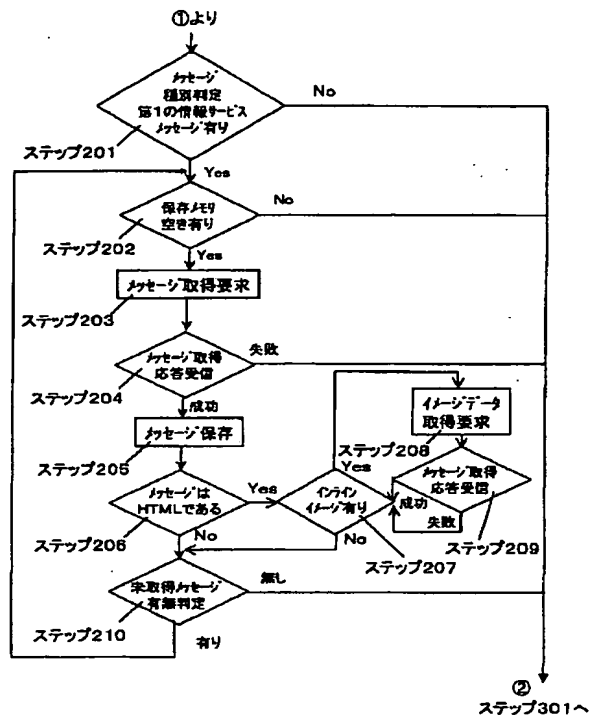 ①より
メッセージ
種別判定
第1の情報サービス
メッセージ有り
No
ステップ201
Yes
保存メモリ
空き有り
No
ステップ202
Yes
メッセージ取得要求
ステップ203
メッセージ取得
応答受信
失敗
ステップ204
成功
メッセージ保存
ステップ205
イメージデータ
取得要求
ステップ208
メッセージは
HTMLである
Yes
ステップ206
No
インライン
イメージ有り
Yes
No
ステップ207
メッセージ取得
応答受信
成功
失敗
ステップ209
未取得メッセージ
有無判定
無し
ステップ210
有り
②
ステップ301へ